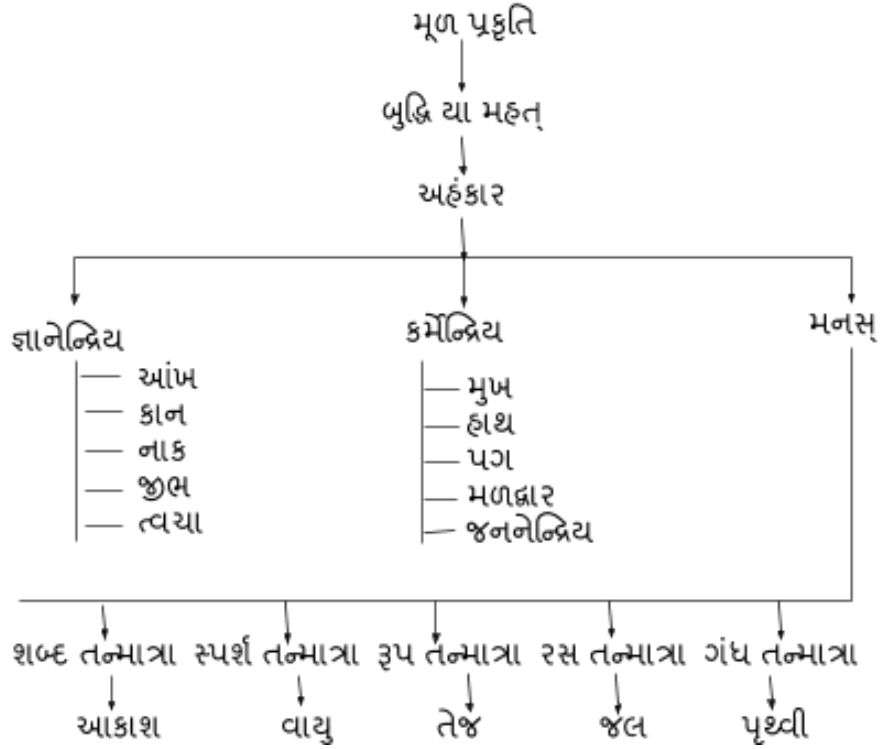 મૂળ પ્રકૃતિ
બુદ્ધિ યા મહત્
અહંકાર
જ્ઞાનેન્દ્રિય કર્મેન્દ્રિય મનસ્
આંખ
કાન
નાક
જીભ
ત્વચા
મુખ
હાથ
પગ
મળદ્વાર
જનનેન્દ્રિય
શબ્દ તન્માત્રા સ્પર્શ તન્માત્રા રૂપ તન્માત્રા રસ તન્માત્રા ગંધ તન્માત્રા
આકાશ વાયુ તેજ જલ પૃથ્વી